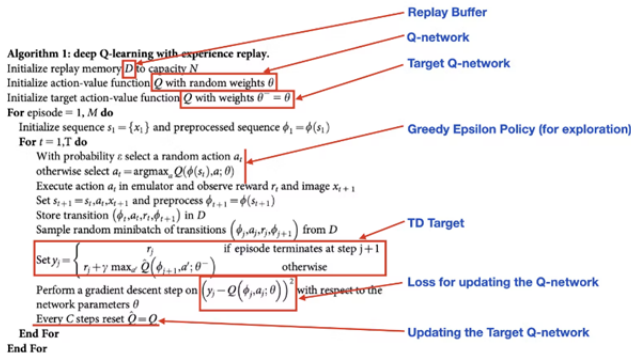 Replay Buffer
Q-network
Target Q-network
Greedy Epsilon Policy (for exploration)
TD Target
Loss for updating the Q-network
Updating the Target Q-network
Algorithm 1: deep Q-learning with experience replay.
Initialize replay memory D to capacity N
Initialize action-value function Q with random weights θ
Initialize target action-value function Q̂ with weights θ⁻ = θ
For episode = 1, M do
Initialize sequence s₁ = {x₁} and preprocessed sequence ϕ₁ = ϕ(s₁)
For t = 1,T do
With probability ε select a random action aₜ
otherwise select aₜ = argmaxₐ Q(ϕ(sₜ),a; θ)
Execute action aₜ in emulator and observe reward rₜ and image xₜ₊₁
Set sₜ₊₁ = sₜ,aₜ,xₜ₊₁ and preprocess ϕₜ₊₁ = ϕ(sₜ₊₁)
Store transition (ϕₜ,aₜ,rₜ,ϕₜ₊₁) in D
Sample random minibatch of transitions (ϕⱼ,aⱼ,rⱼ,ϕⱼ₊₁) from D
Set yⱼ = { rⱼ if episode terminates at step j+1
rⱼ + γ maxₐ′ Q̂(ϕⱼ₊₁,a′; θ⁻) otherwise
Perform a gradient descent step on (yⱼ − Q(ϕⱼ,aⱼ; θ))² with respect to the
network parameters θ
Every C steps reset Q̂ = Q
End For
End For